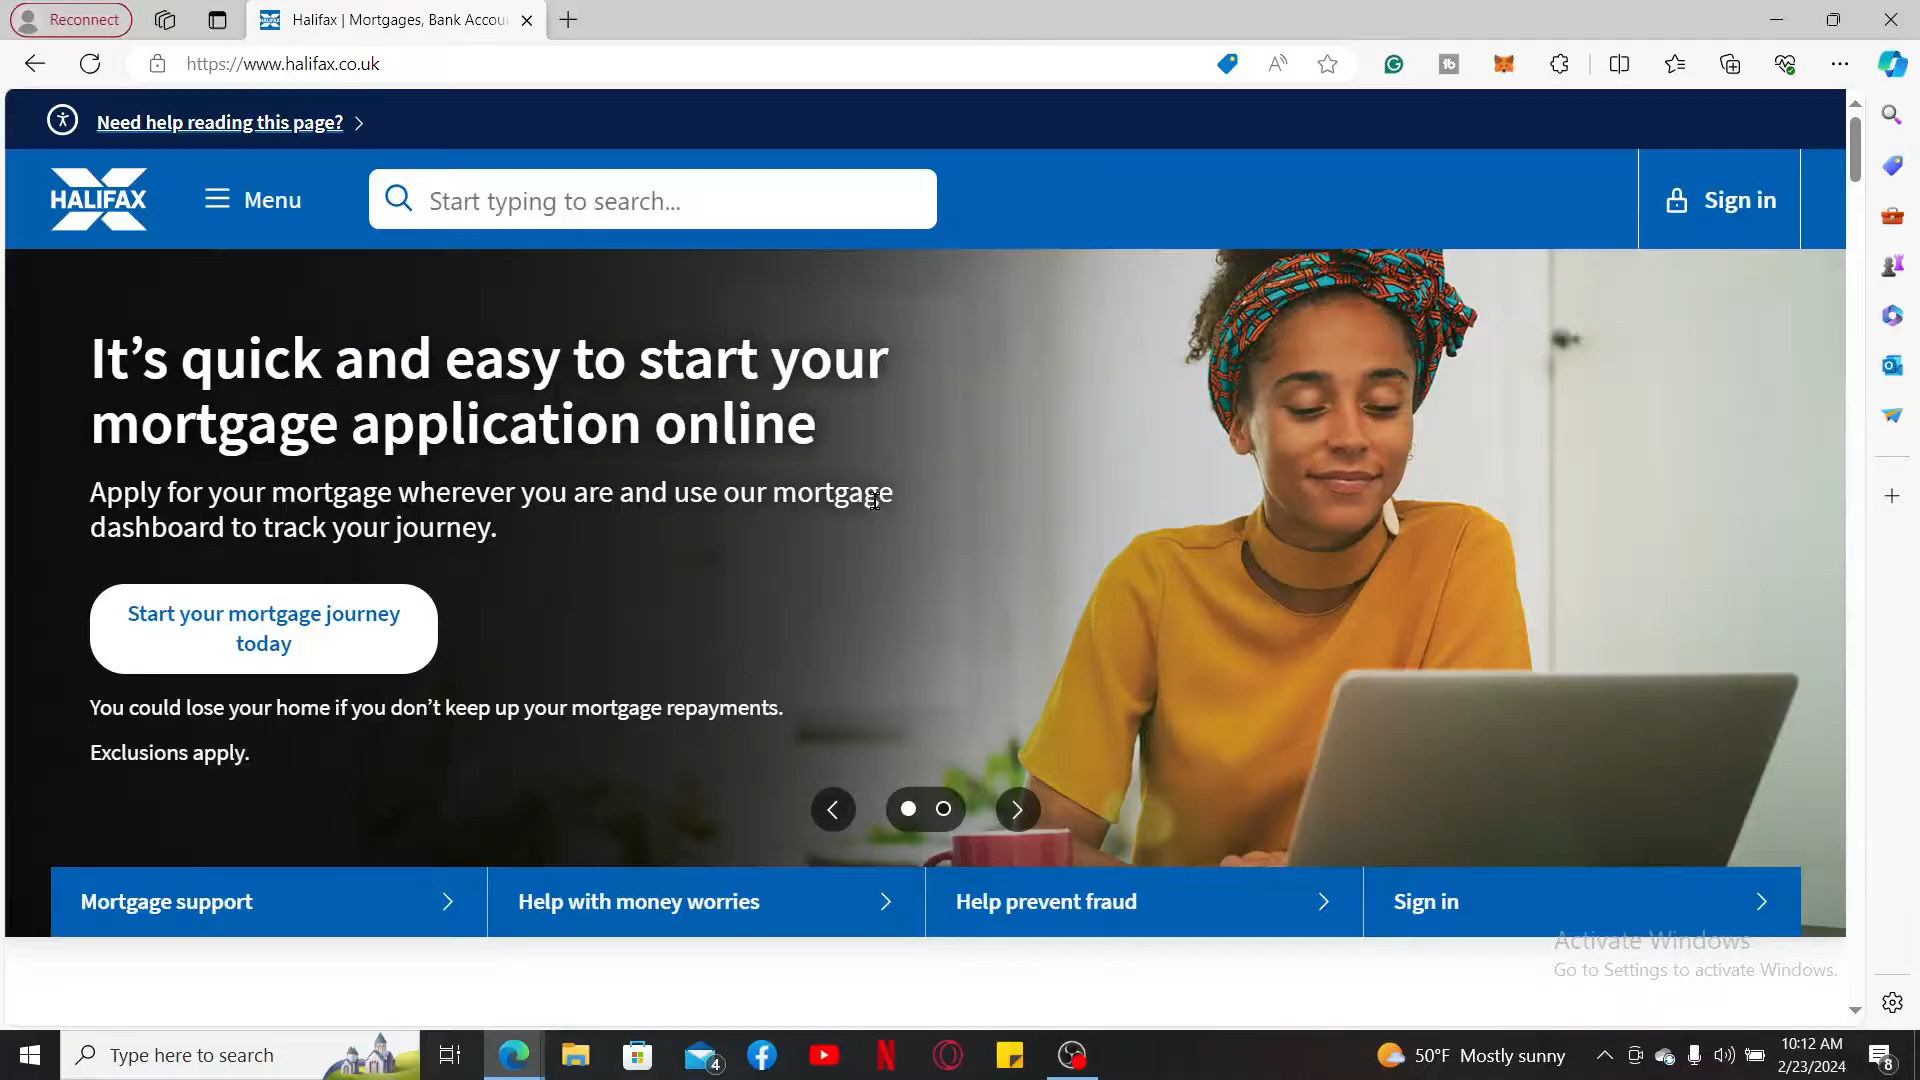 Reconnect
Halifax | Mortgages, Bank Accou
https://www.halifax.co.uk
Need help reading this page?
HALIFAX
Menu
Start typing to search...
Sign in
It's quick and easy to start your
mortgage application online
Apply for your mortgage wherever you are and use our mortgage
dashboard to track your journey.
Start your mortgage journey
today
You could lose your home if you don't keep up your mortgage repayments.
Exclusions apply.
Mortgage support
Help with money worries
Help prevent fraud
Sign in
Activate Windows
Go to Settings to activate Windows.
Type here to search
4
50°F Mostly sunny
10:12 AM
2/23/2024
8